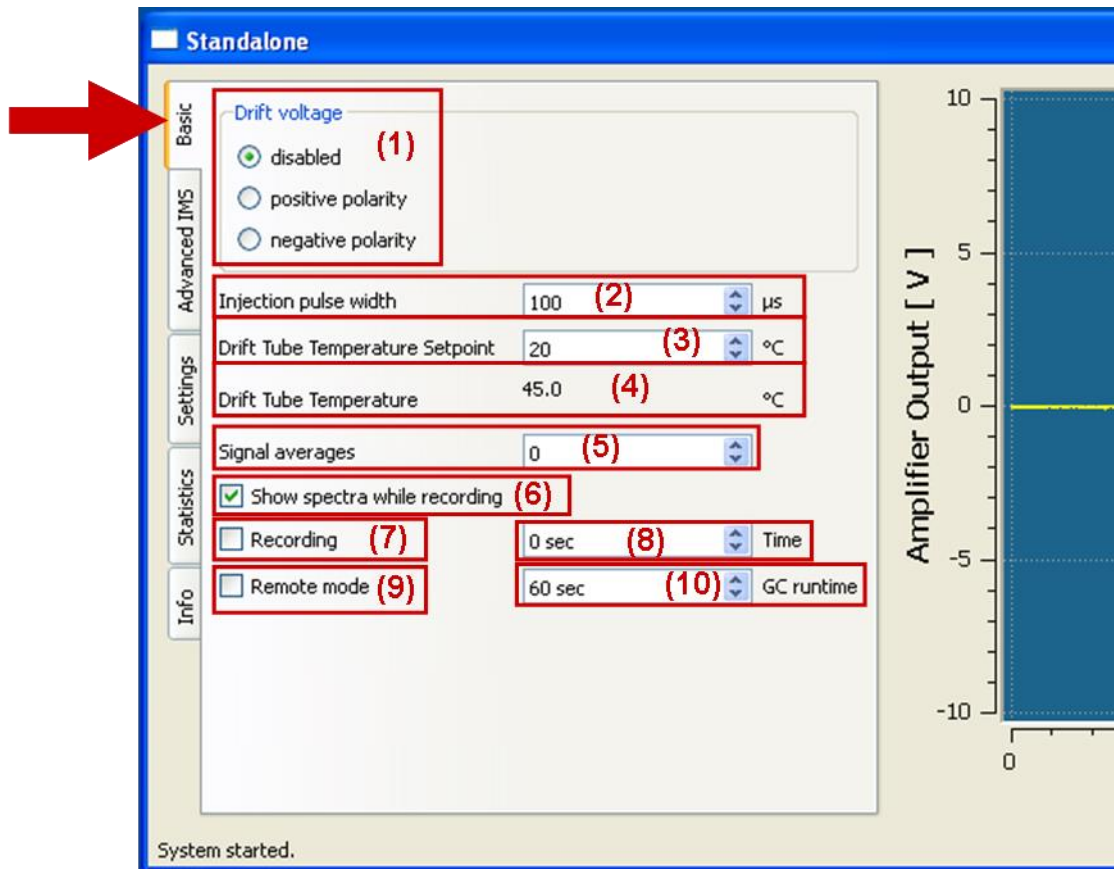 Standalone
Basic
Advanced IMS
Settings
Statistics
Info
Drift voltage
disabled (1)
positive polarity
negative polarity
Injection pulse width 100 (2) µs
Drift Tube Temperature Setpoint 20 (3) °C
Drift Tube Temperature 45.0 (4) °C
Signal averages 0 (5)
Show spectra while recording (6)
Recording (7) 0 sec (8) Time
Remote mode (9) 60 sec (10) GC runtime
Amplifier Output [ V ]
10
5
0
-5
-10
0
System started.